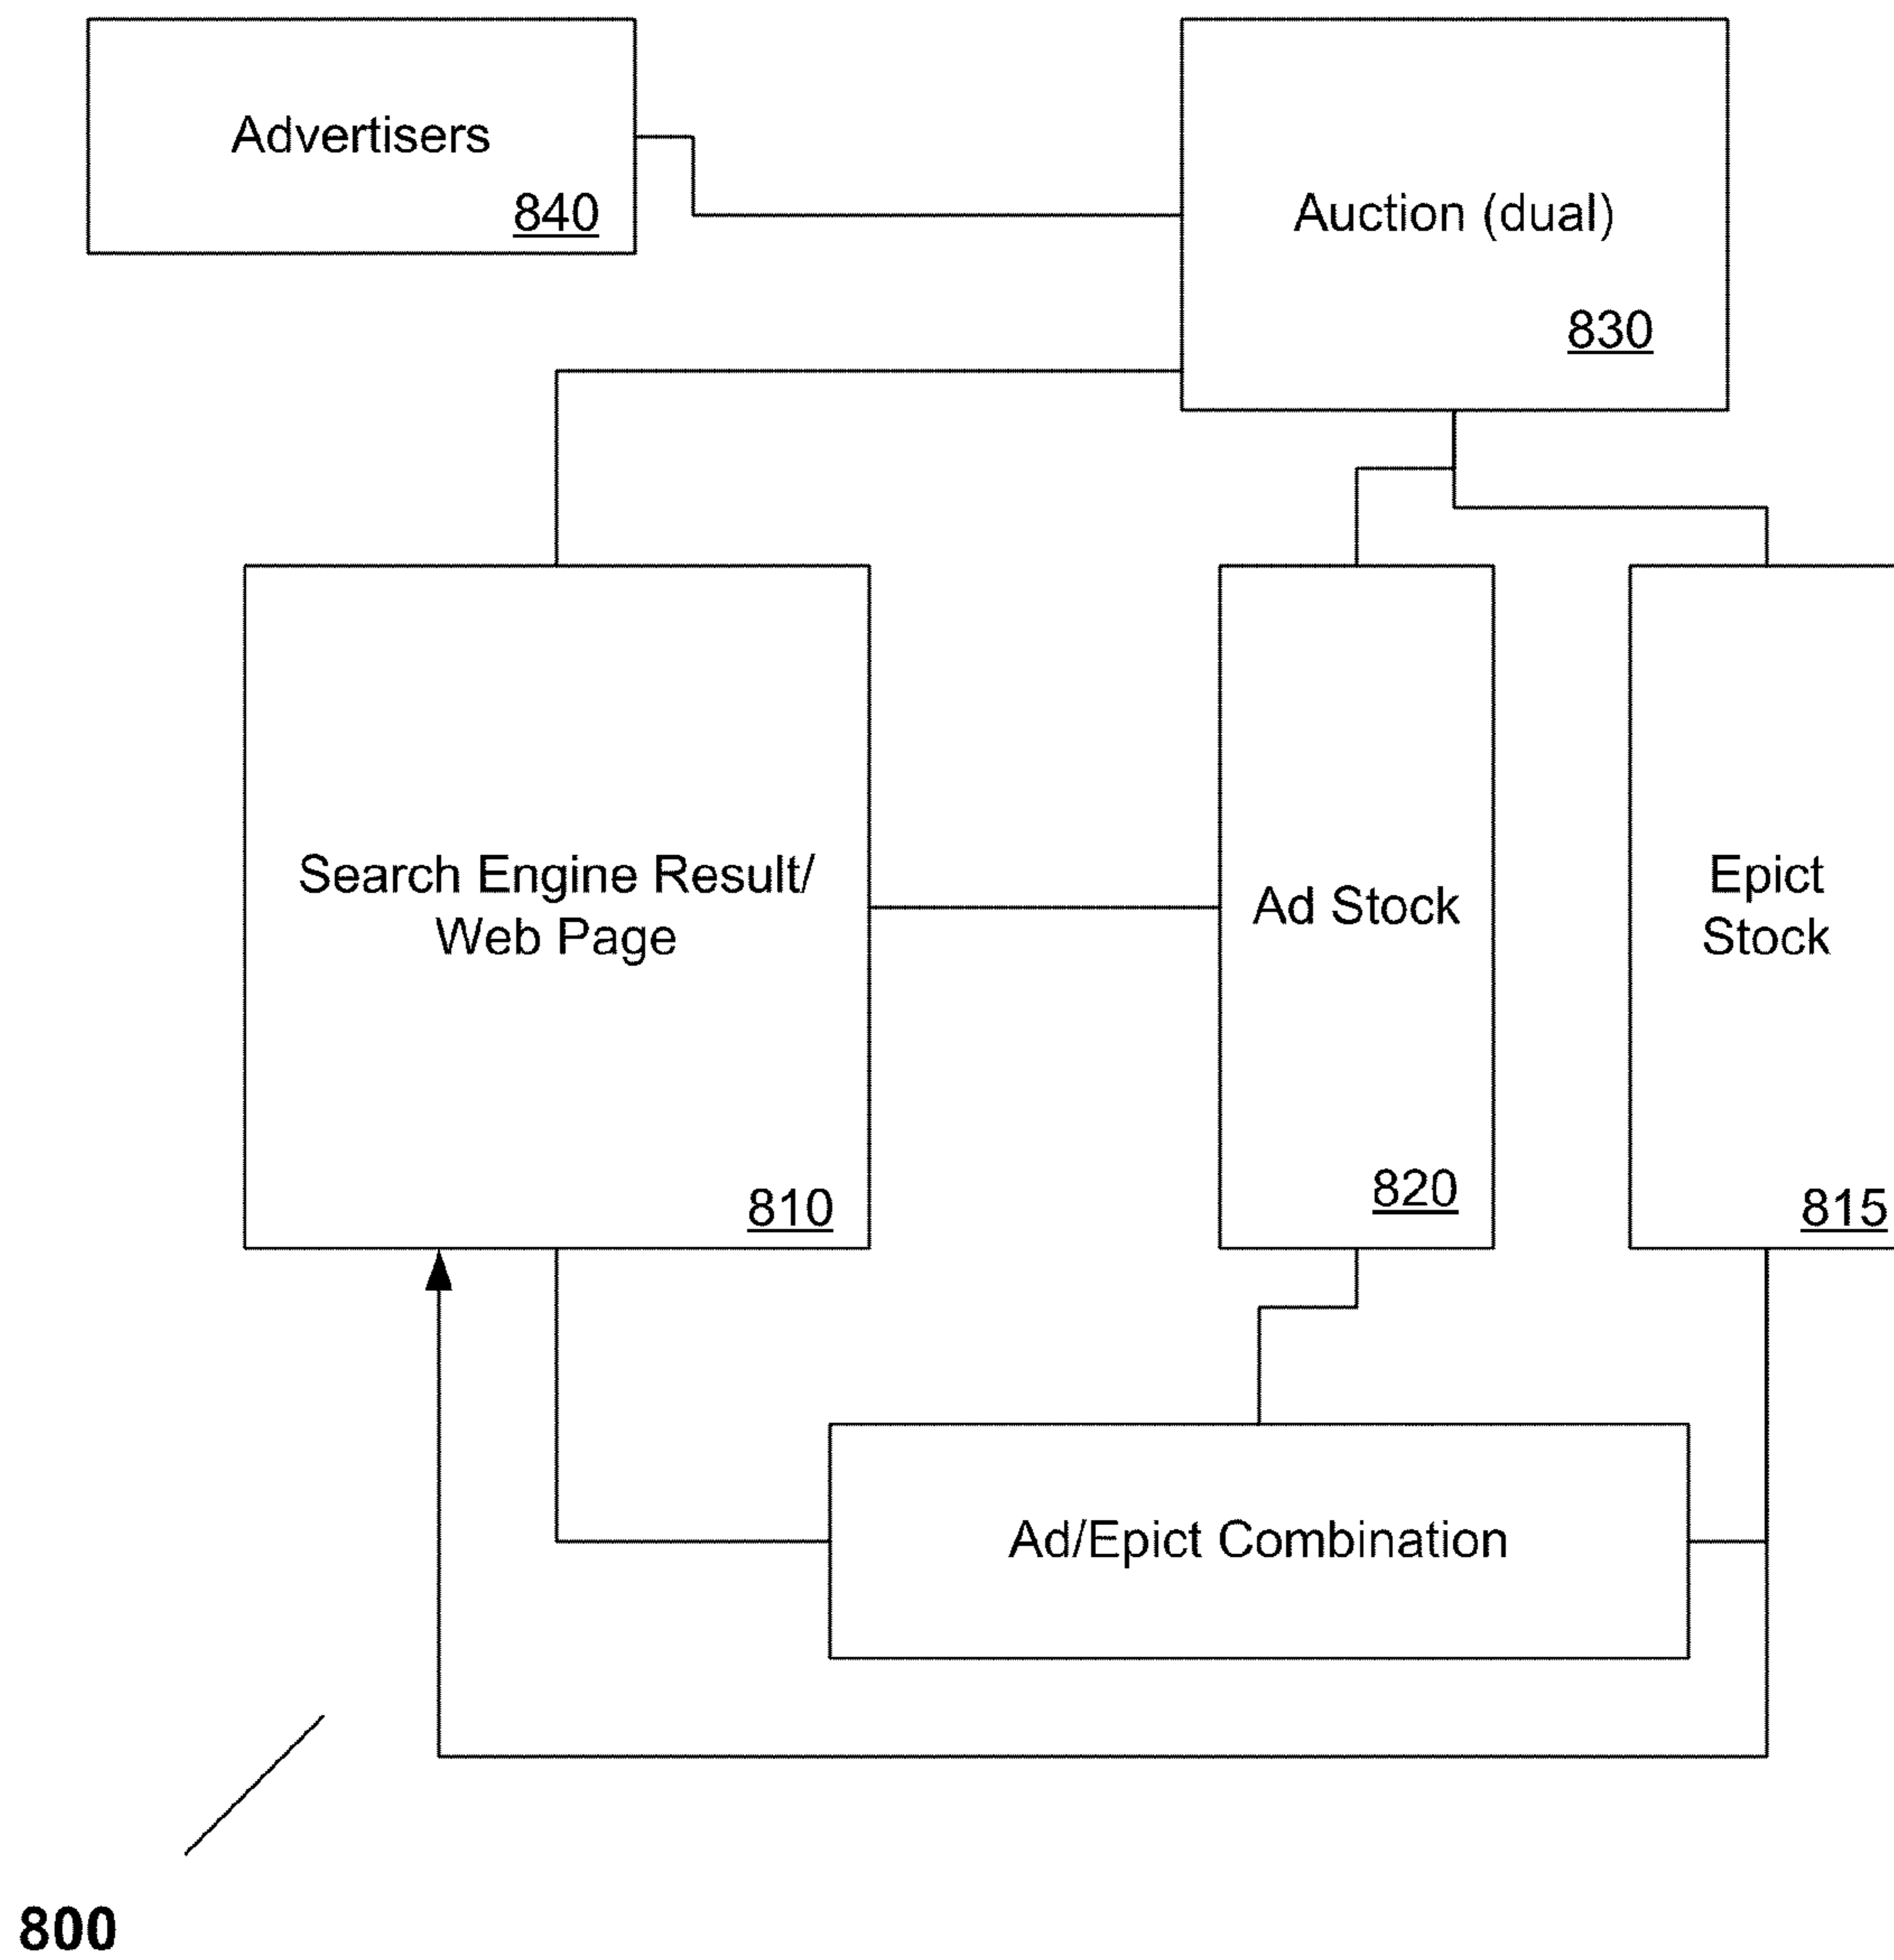 Advertisers
840
Auction (dual)
830
Search Engine Result/
Web Page
810
Ad Stock
820
Epict
Stock
815
Ad/Epict Combination
800